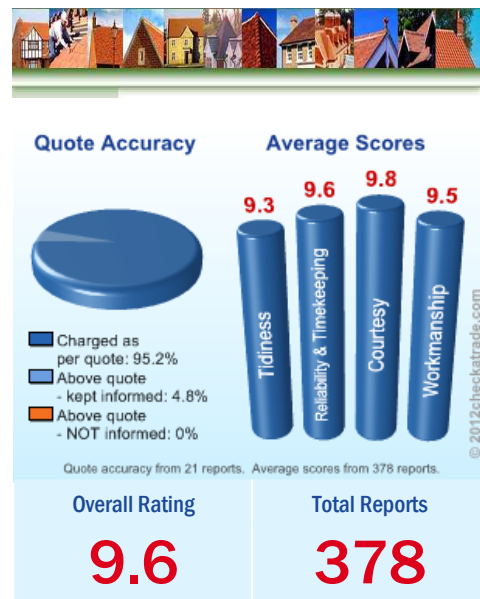 Quote Accuracy
Average Scores
9.3
9.6
9.8
9.5
Tidiness
Reliability & Timekeeping
Courtesy
Workmanship
Charged as
per quote: 95.2%
Above quote
- kept informed: 4.8%
Above quote
- NOT informed: 0%
© 2012checkatrade.com
Quote accuracy from 21 reports. Average scores from 378 reports.
Overall Rating
Total Reports
9.6
378